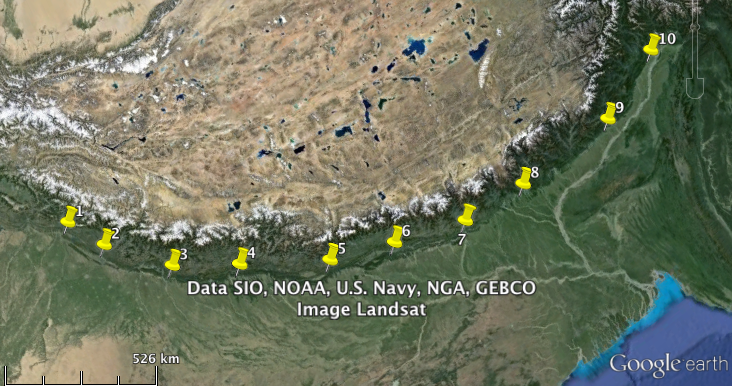 10
9
8
1
2
3
4
5
6
7
Data SIO, NOAA, U.S. Navy, NGA, GEBCO
Image Landsat
526 km
Google earth